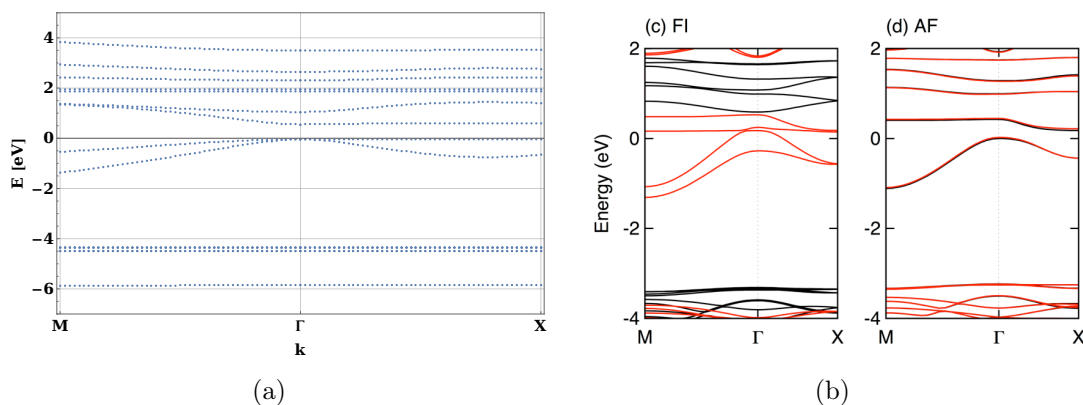 4
2
0
−2
−4
−6
E [eV]
M Γ X
k
(a)
(c) FI
(d) AF
2
0
-2
-4
Energy (eV)
M Γ X
2
0
-2
-4
M Γ X
(b)